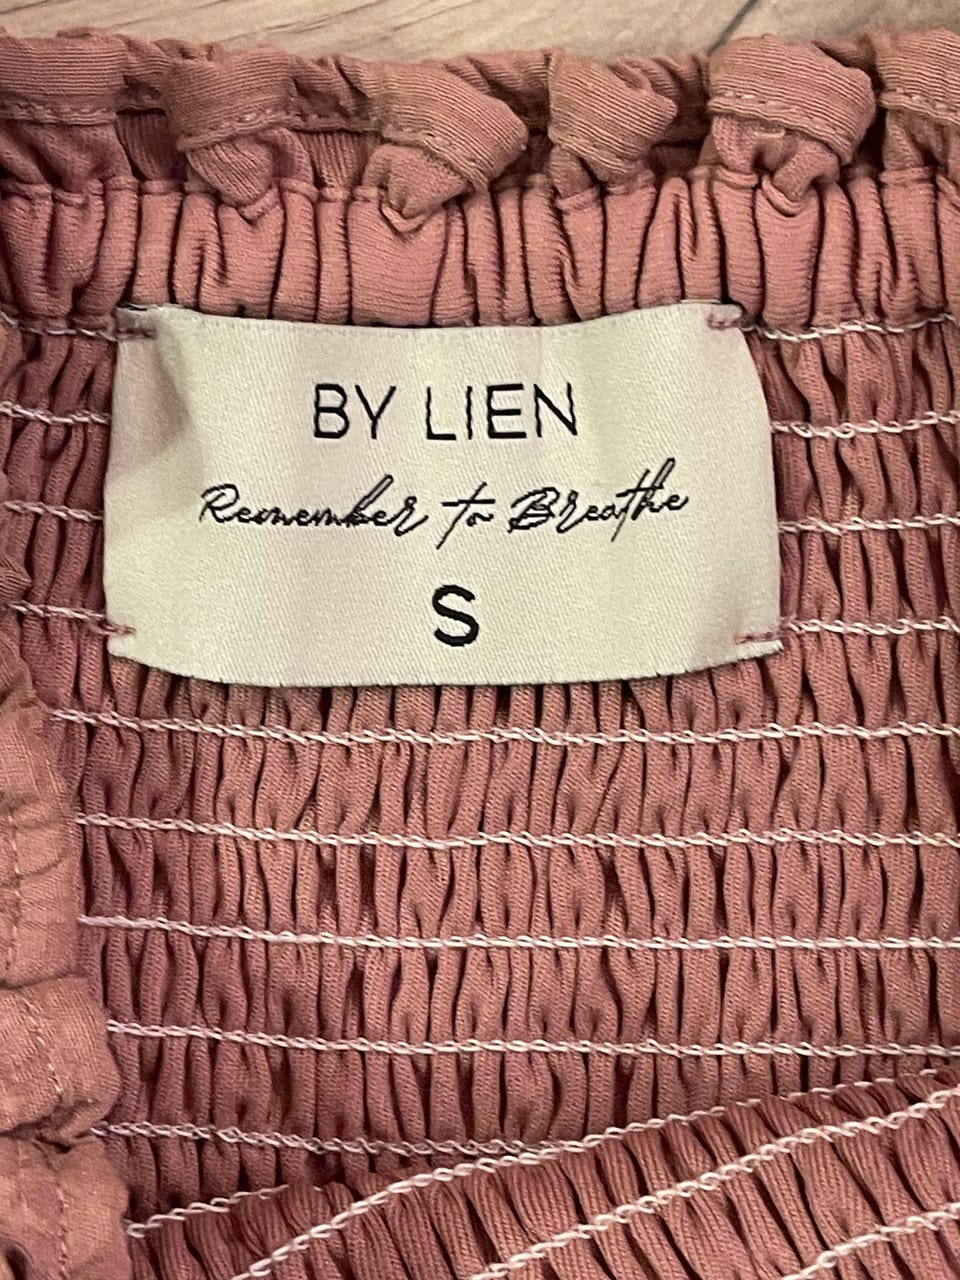 BY LIEN
Remember to Breathe
S